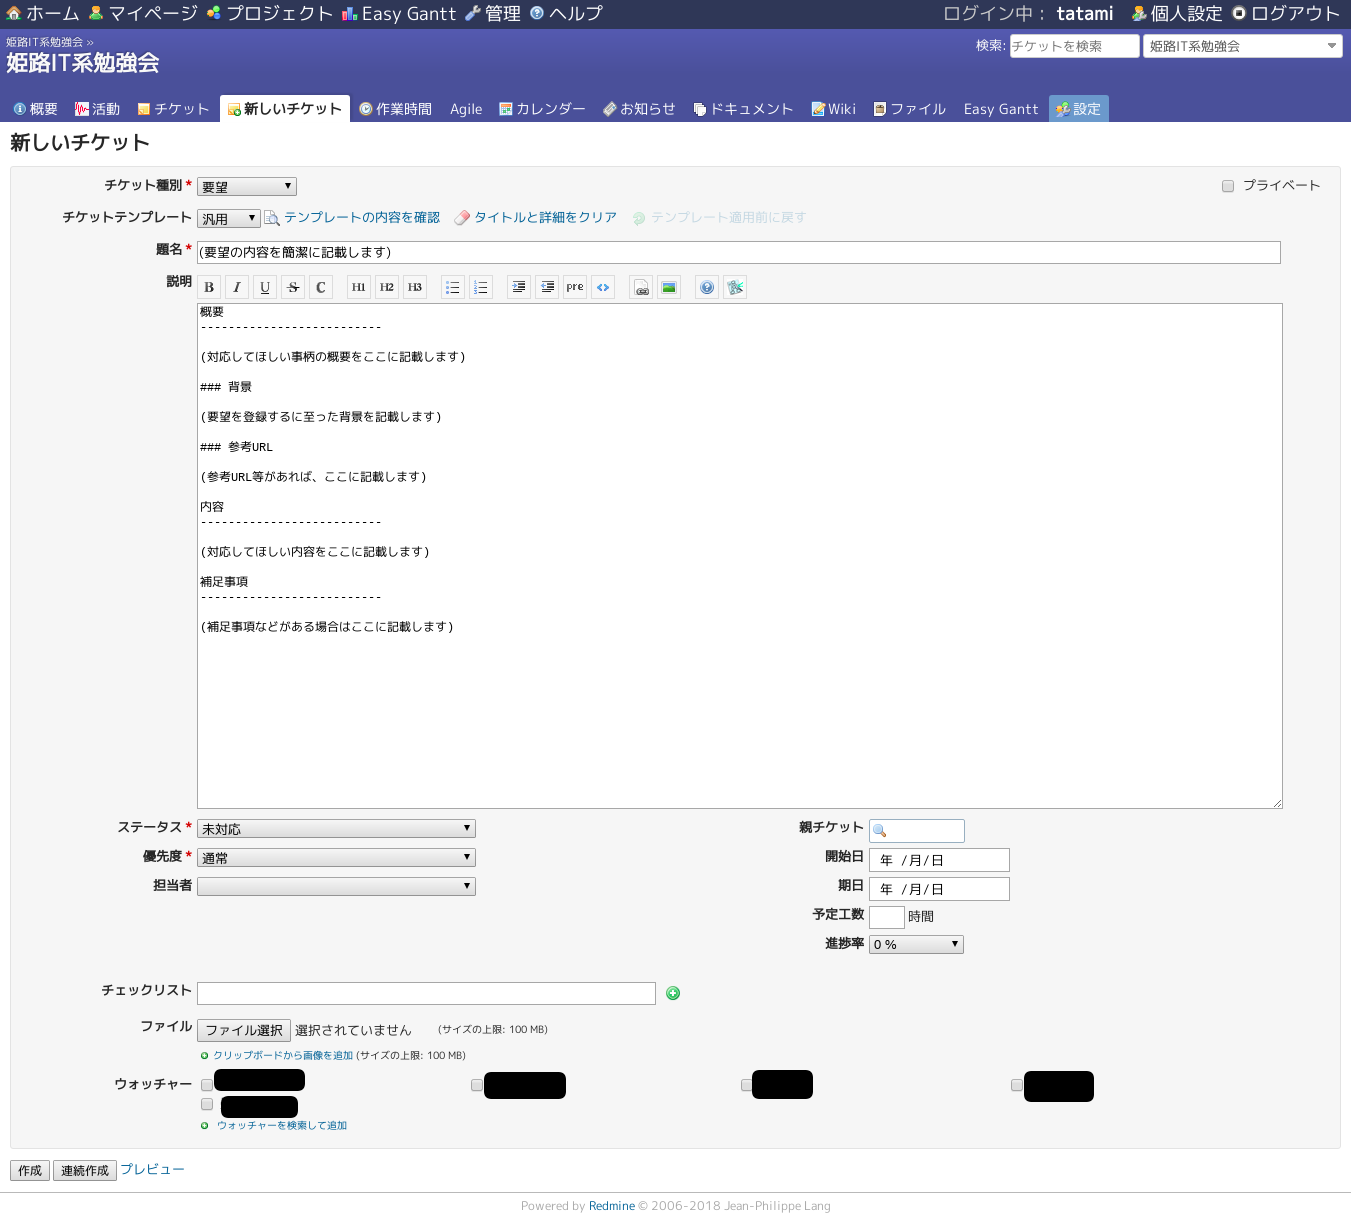 ホーム マイページ プロジェクト Easy Gantt 管理 ヘルプ ログイン中： tatami 個人設定 ログアウト
姫路IT系勉強会 »
検索: チケットを検索 姫路IT系勉強会
姫路IT系勉強会
概要 活動 チケット 新しいチケット 作業時間 Agile カレンダー お知らせ ドキュメント Wiki ファイル Easy Gantt 設定
新しいチケット
チケット種別 * 要望 プライベート
チケットテンプレート 汎用 テンプレートの内容を確認 タイトルと詳細をクリア テンプレート適用前に戻す
題名 * (要望の内容を簡潔に記載します)
説明 B I U S C H1 H2 H3 pre
概要
--------------------------
(対応してほしい事柄の概要をここに記載します)
### 背景
(要望を登録するに至った背景を記載します)
### 参考URL
(参考URL等があれば、ここに記載します)
内容
--------------------------
(対応してほしい内容をここに記載します)
補足事項
--------------------------
(補足事項などがある場合はここに記載します)
ステータス * 未対応 親チケット
優先度 * 通常 開始日 年 /月/日
担当者 期日 年 /月/日
予定工数 時間
進捗率 0 %
チェックリスト
ファイル ファイル選択 選択されていません (サイズの上限: 100 MB)
クリップボードから画像を追加 (サイズの上限: 100 MB)
ウォッチャー
ウォッチャーを検索して追加
作成 連続作成 プレビュー
Powered by Redmine © 2006-2018 Jean-Philippe Lang